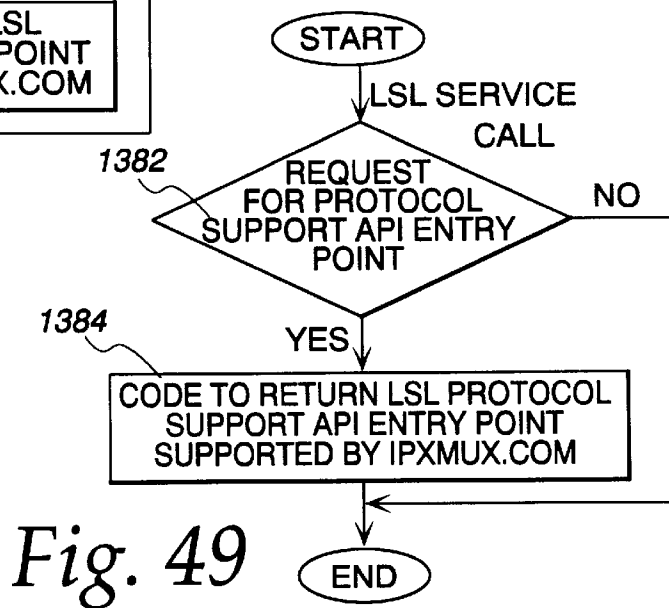 LSL
POINT
X.COM
START
LSL SERVICE
CALL
1382
REQUEST
FOR PROTOCOL
SUPPORT API ENTRY
POINT
NO
1384
YES
CODE TO RETURN LSL PROTOCOL
SUPPORT API ENTRY POINT
SUPPORTED BY IPXMUX.COM
Fig. 49
END